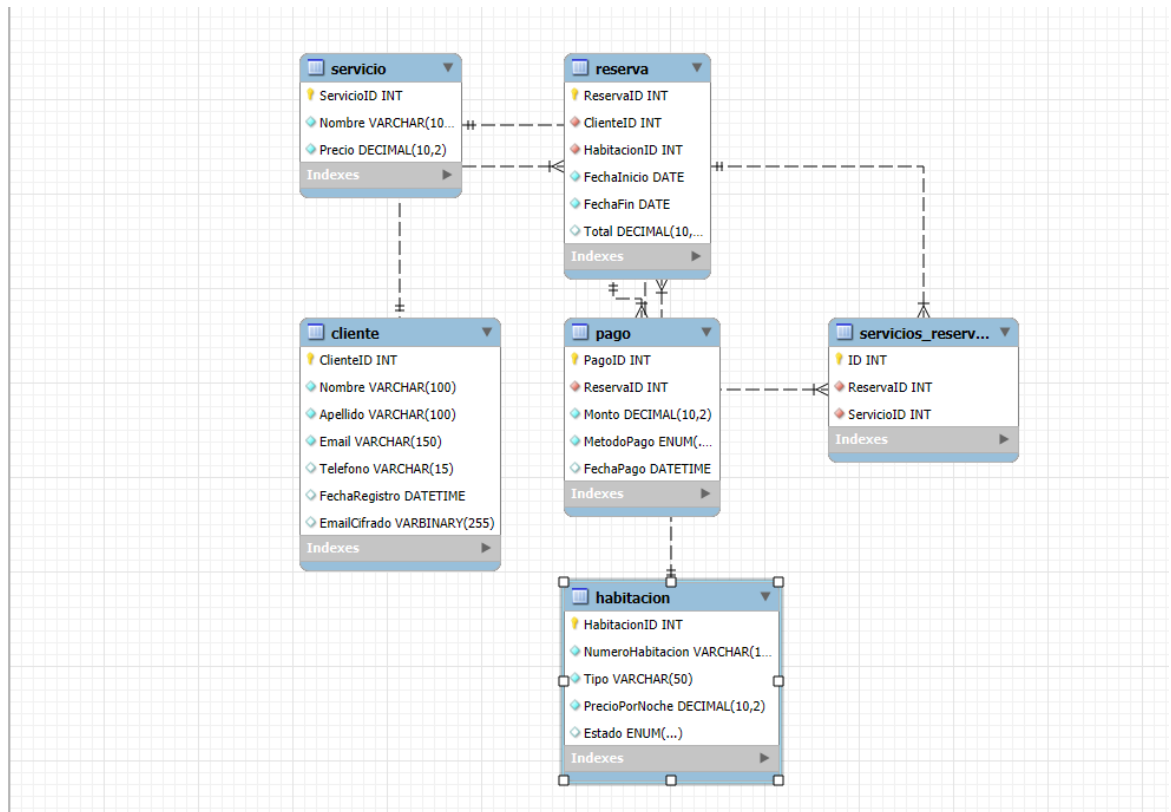 servicio
ServicioID INT
Nombre VARCHAR(10...
Precio DECIMAL(10,2)
Indexes
reserva
ReservaID INT
ClienteID INT
HabitacionID INT
FechaInicio DATE
FechaFin DATE
Total DECIMAL(10,...
Indexes
cliente
ClienteID INT
Nombre VARCHAR(100)
Apellido VARCHAR(100)
Email VARCHAR(150)
Telefono VARCHAR(15)
FechaRegistro DATETIME
EmailCifrado VARBINARY(255)
Indexes
pago
PagoID INT
ReservaID INT
Monto DECIMAL(10,2)
MetodoPago ENUM(....
FechaPago DATETIME
Indexes
servicios_reserv...
ID INT
ReservaID INT
ServicioID INT
Indexes
habitacion
HabitacionID INT
NumeroHabitacion VARCHAR(1...
Tipo VARCHAR(50)
PrecioPorNoche DECIMAL(10,2)
Estado ENUM(...)
Indexes